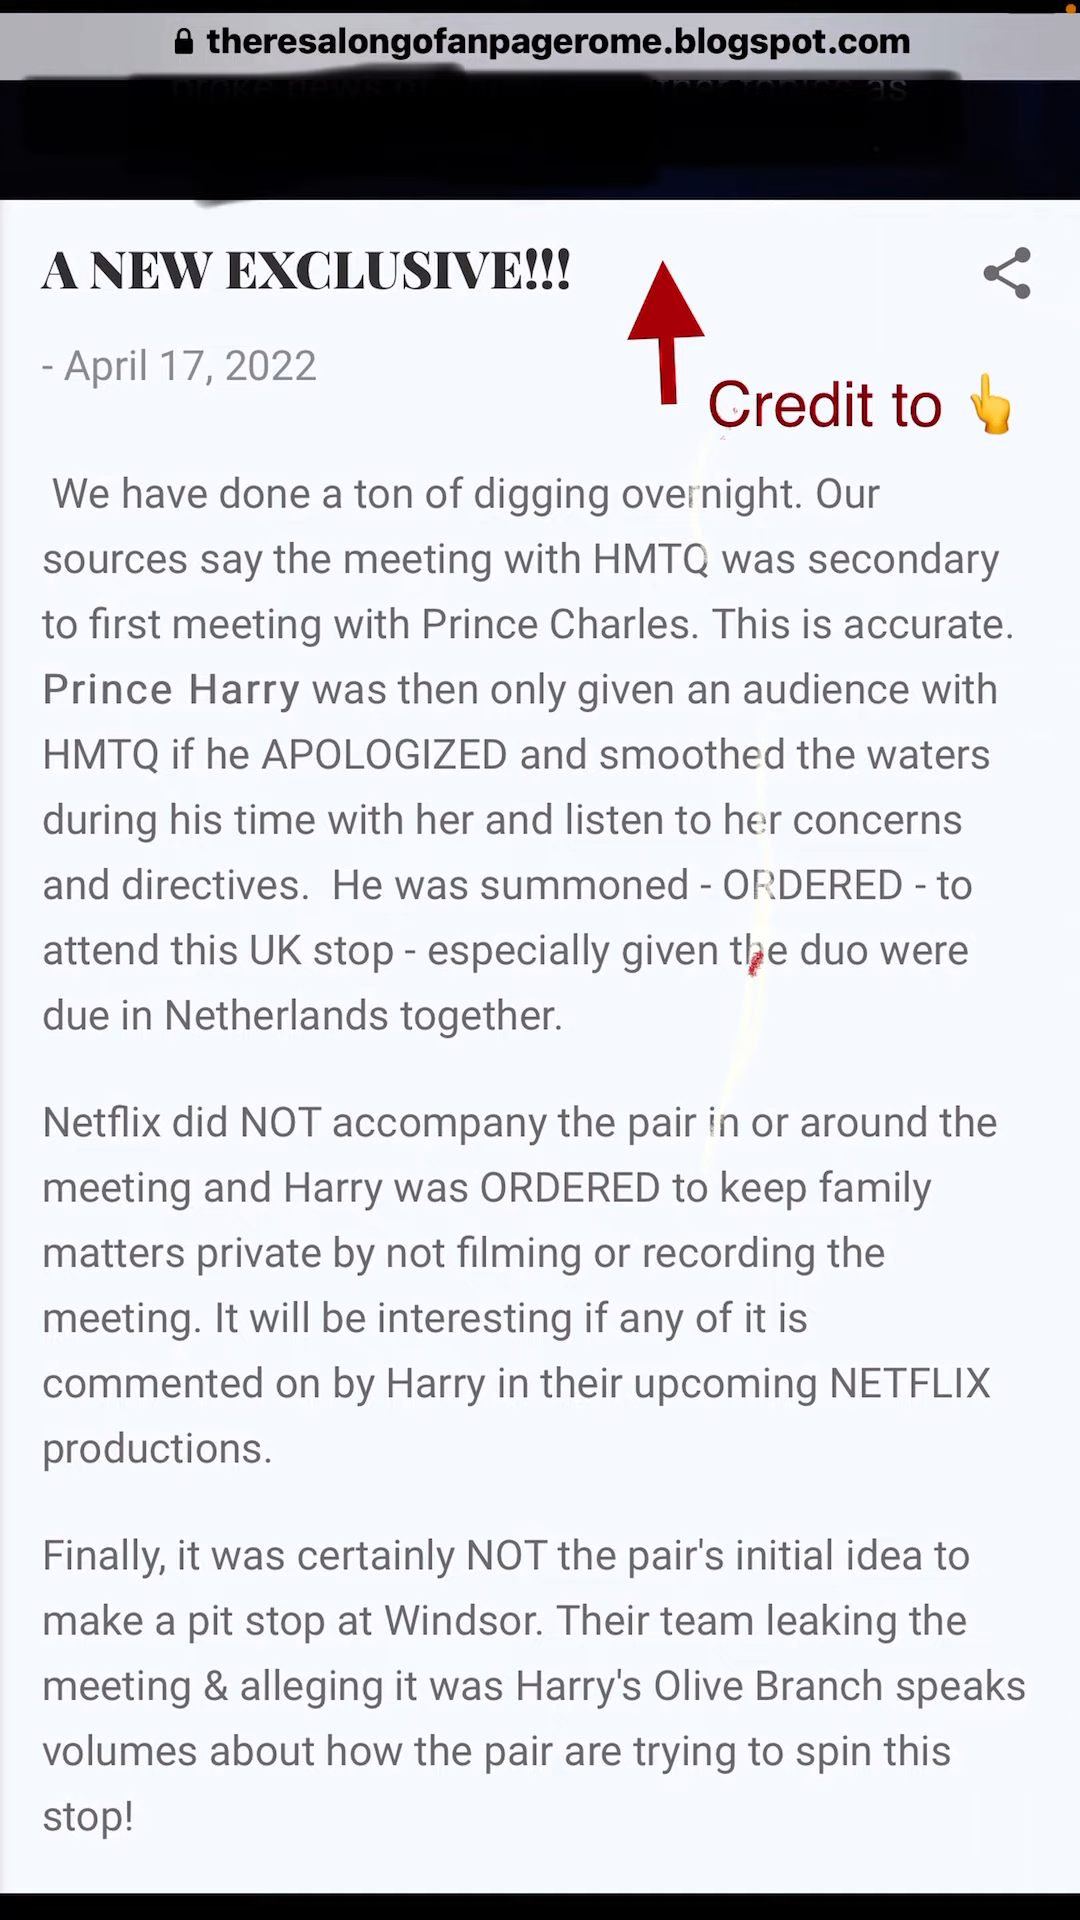 theresalongofanpagerome.blogspot.com
broke news of other topics as
A NEW EXCLUSIVE!!!
- April 17, 2022
Credit to 👆
We have done a ton of digging overnight. Our
sources say the meeting with HMTQ was secondary
to first meeting with Prince Charles. This is accurate.
Prince Harry was then only given an audience with
HMTQ if he APOLOGIZED and smoothed the waters
during his time with her and listen to her concerns
and directives.  He was summoned - ORDERED - to
attend this UK stop - especially given the duo were
due in Netherlands together.
Netflix did NOT accompany the pair in or around the
meeting and Harry was ORDERED to keep family
matters private by not filming or recording the
meeting. It will be interesting if any of it is
commented on by Harry in their upcoming NETFLIX
productions.
Finally, it was certainly NOT the pair's initial idea to
make a pit stop at Windsor. Their team leaking the
meeting & alleging it was Harry's Olive Branch speaks
volumes about how the pair are trying to spin this
stop!